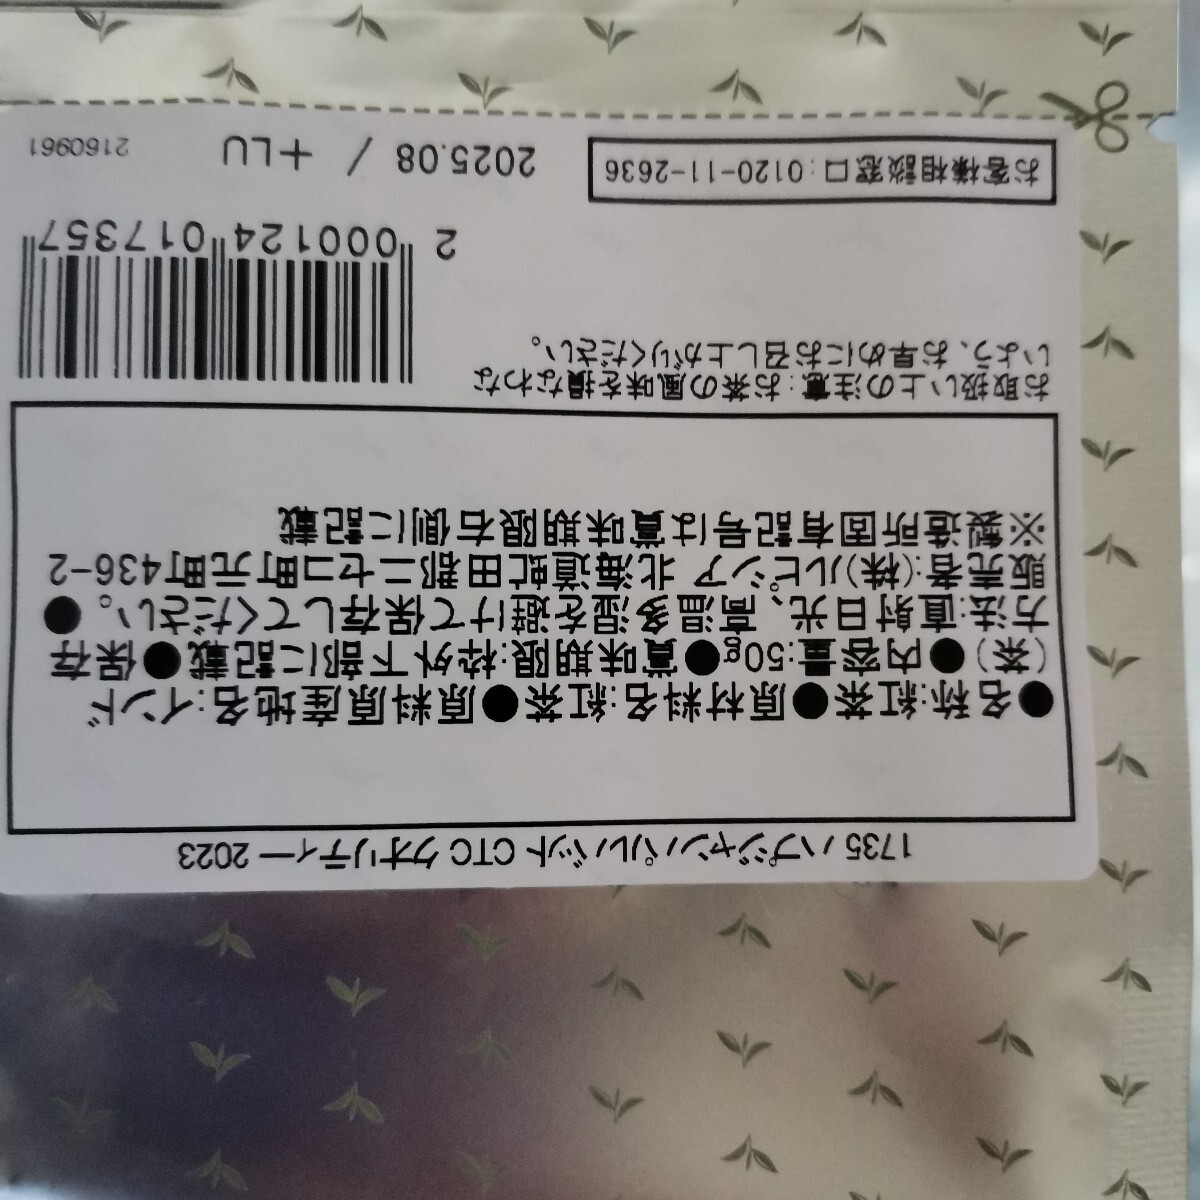 1735 ハブジャンパルバット CTC クオリティー 2023
●名称:紅茶●原材料名:紅茶●原料原産地名:インド
(茶)●内容量:50g●賞味期限:枠外下部に記載●保存
方法:直射日光、高温多湿を避けて保存してください。●
販売者:(株)ルピシア 北海道虻田郡ニセコ町元町436-2
※製造所固有記号は賞味期限右側に記載
お取扱い上の注意:お茶の風味を損なわな
いよう、お早めにお召し上がりください。
2 000124 017357
お客様相談窓口:0120-11-2636
2025.08 / +LU
2160961